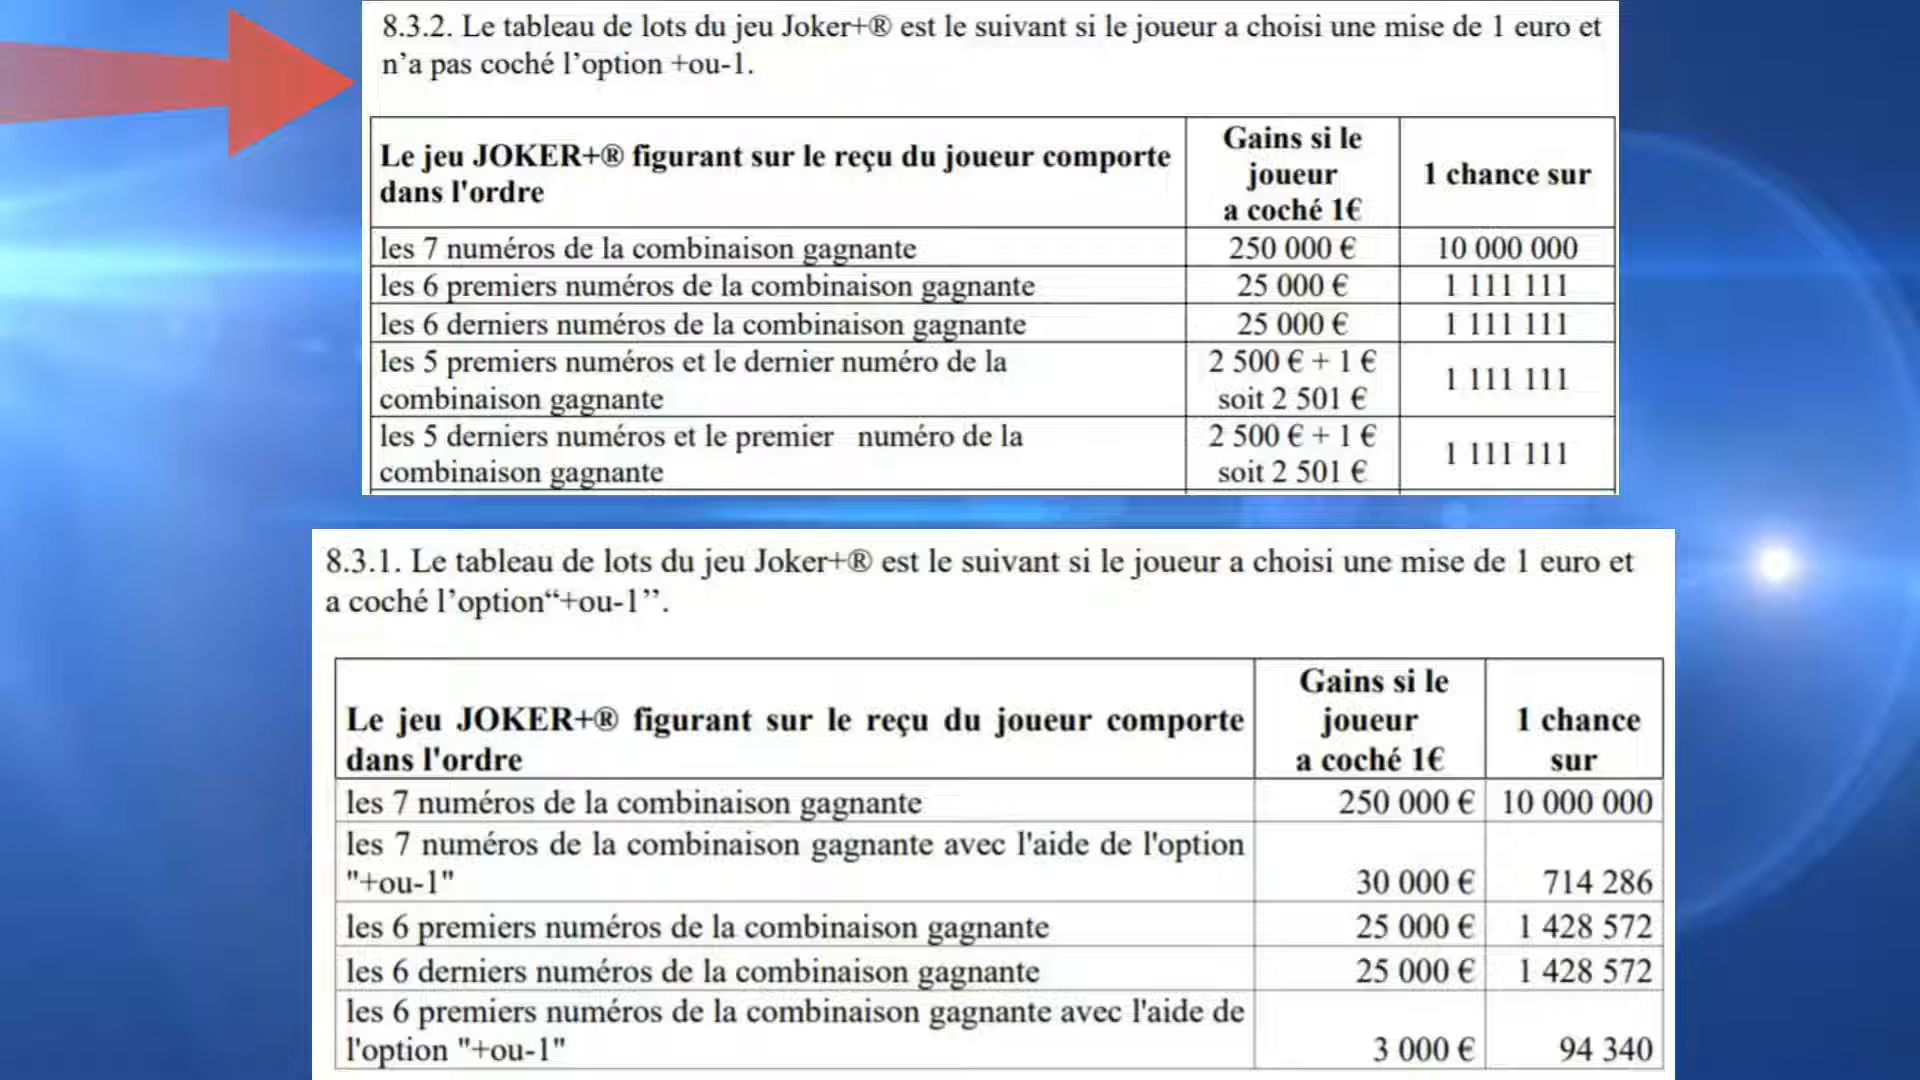 8.3.2. Le tableau de lots du jeu Joker+® est le suivant si le joueur a choisi une mise de 1 euro et
n’a pas coché l’option +ou-1.
Le jeu JOKER+® figurant sur le reçu du joueur comporte
dans l'ordre
Gains si le
joueur
a coché 1€
1 chance sur
les 7 numéros de la combinaison gagnante 250 000 € 10 000 000
les 6 premiers numéros de la combinaison gagnante 25 000 € 1 111 111
les 6 derniers numéros de la combinaison gagnante 25 000 € 1 111 111
les 5 premiers numéros et le dernier numéro de la
combinaison gagnante
2 500 € + 1 €
soit 2 501 €
1 111 111
les 5 derniers numéros et le premier numéro de la
combinaison gagnante
2 500 € + 1 €
soit 2 501 €
1 111 111
8.3.1. Le tableau de lots du jeu Joker+® est le suivant si le joueur a choisi une mise de 1 euro et
a coché l’option“+ou-1”.
Le jeu JOKER+® figurant sur le reçu du joueur comporte
dans l'ordre
Gains si le
joueur
a coché 1€
1 chance
sur
les 7 numéros de la combinaison gagnante 250 000 € 10 000 000
les 7 numéros de la combinaison gagnante avec l'aide de l'option
"+ou-1" 30 000 € 714 286
les 6 premiers numéros de la combinaison gagnante 25 000 € 1 428 572
les 6 derniers numéros de la combinaison gagnante 25 000 € 1 428 572
les 6 premiers numéros de la combinaison gagnante avec l'aide de
l'option "+ou-1" 3 000 € 94 340